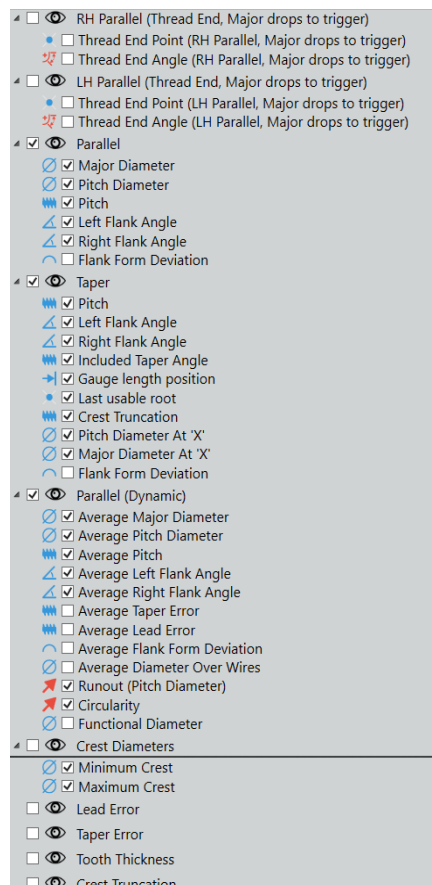 RH Parallel (Thread End, Major drops to trigger)
Thread End Point (RH Parallel, Major drops to trigger)
Thread End Angle (RH Parallel, Major drops to trigger)
LH Parallel (Thread End, Major drops to trigger)
Thread End Point (LH Parallel, Major drops to trigger)
Thread End Angle (LH Parallel, Major drops to trigger)
Parallel
Major Diameter
Pitch Diameter
Pitch
Left Flank Angle
Right Flank Angle
Flank Form Deviation
Taper
Pitch
Left Flank Angle
Right Flank Angle
Included Taper Angle
Gauge length position
Last usable root
Crest Truncation
Pitch Diameter At 'X'
Major Diameter At 'X'
Flank Form Deviation
Parallel (Dynamic)
Average Major Diameter
Average Pitch Diameter
Average Pitch
Average Left Flank Angle
Average Right Flank Angle
Average Taper Error
Average Lead Error
Average Flank Form Deviation
Average Diameter Over Wires
Runout (Pitch Diameter)
Circularity
Functional Diameter
Crest Diameters
Minimum Crest
Maximum Crest
Lead Error
Taper Error
Tooth Thickness
Crest Truncation